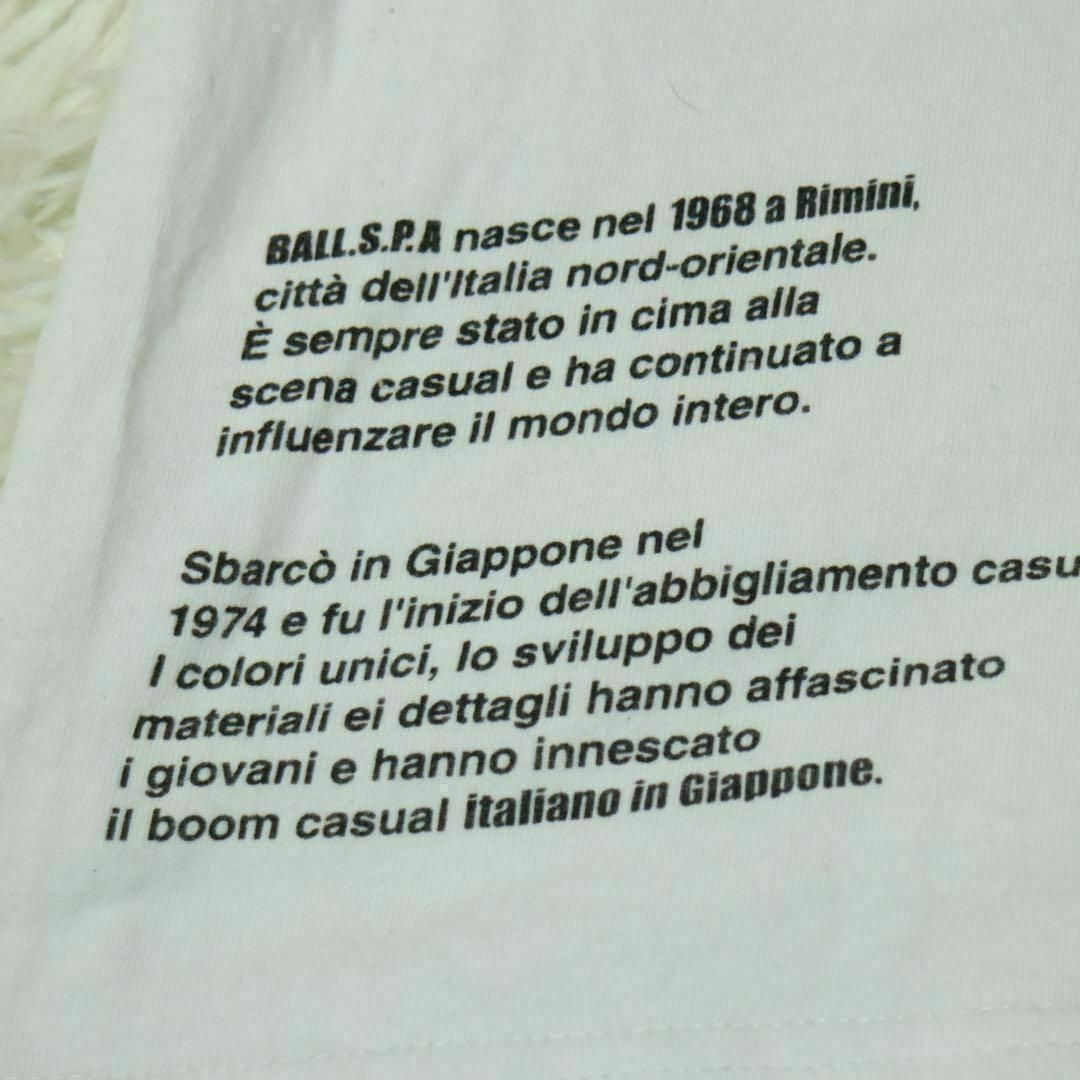 BALL.S.P.A nasce nel 1968 a Rimini,
città dell'Italia nord-orientale.
È sempre stato in cima alla
scena casual e ha continuato a
influenzare il mondo intero.
Sbarcò in Giappone nel
1974 e fu l'inizio dell'abbigliamento casu
I colori unici, lo sviluppo dei
materiali ei dettagli hanno affascinato
i giovani e hanno innescato
il boom casual italiano in Giappone.